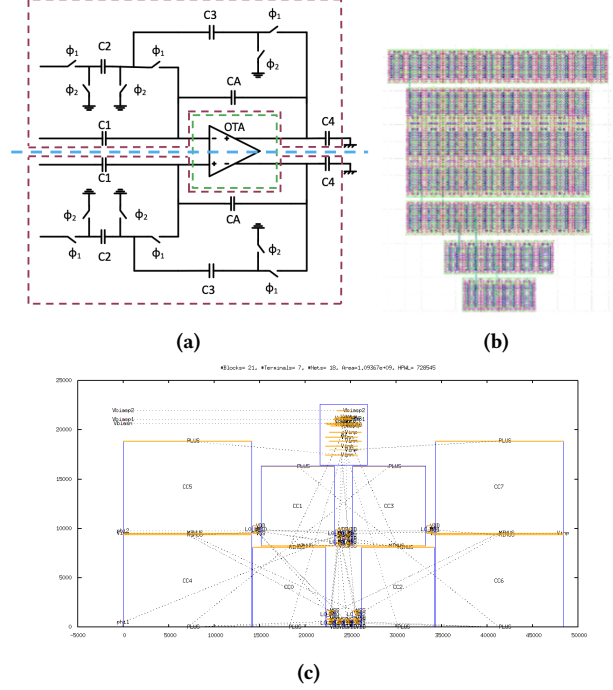 C3 ϕ₁
ϕ₁ C2 ϕ₁
ϕ₂ ϕ₂ ϕ₂
CA
C1 OTA C4
C1 C4
ϕ₂ ϕ₂ CA ϕ₂
ϕ₁ C2 ϕ₁
C3 ϕ₁
(a) (b)
#Blocks= 21, #Terminals= 7, #Nets= 18, Area=1.09367e+09, HPWL= 728545
25000
20000
PLUS PLUS
PLUS PLUS
15000
CC5 CC1 CC3 CC7
10000
5000
CC4 CC0 CC2 CC6
phi1
0
PLUS PLUS PLUS PLUS
-5000 0 5000 10000 15000 20000 25000 30000 35000 40000 45000 50000
(c)